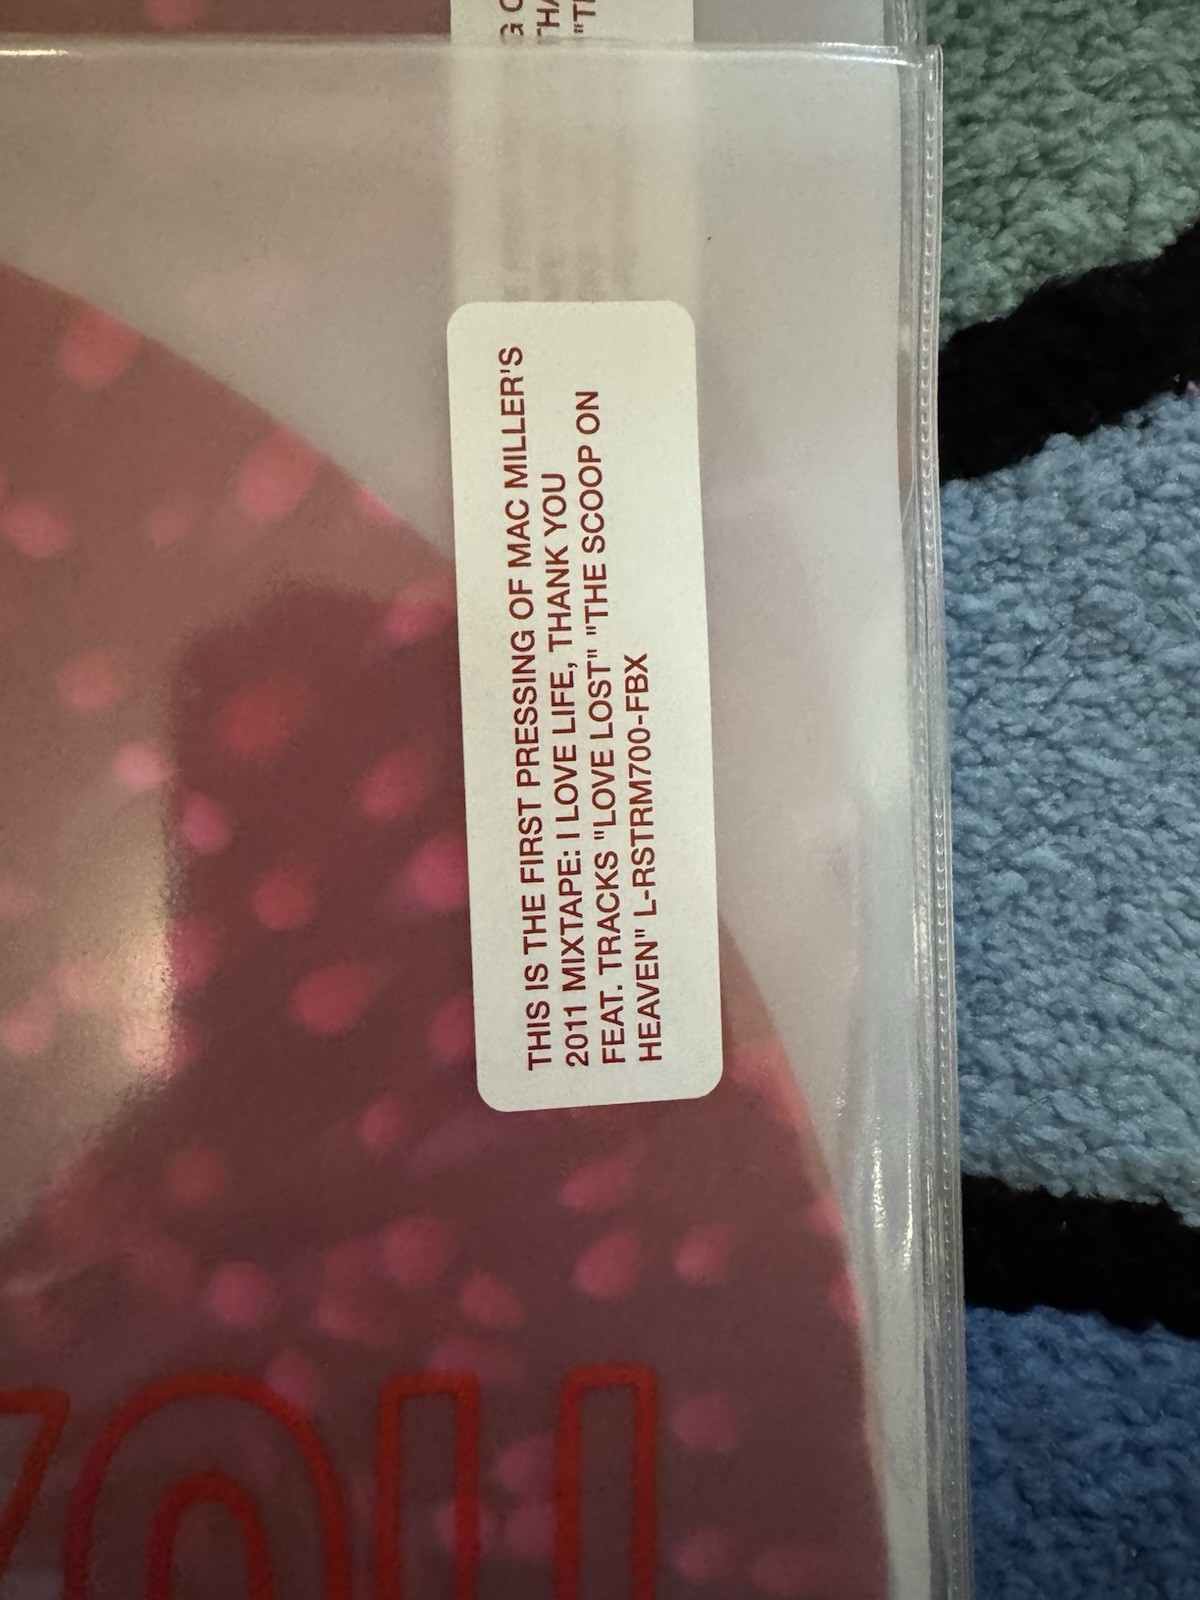 THIS IS THE FIRST PRESSING OF MAC MILLER'S
2011 MIXTAPE: I LOVE LIFE, THANK YOU
FEAT. TRACKS "LOVE LOST" "THE SCOOP ON
HEAVEN" L-RSTRM700-FBX
YOU